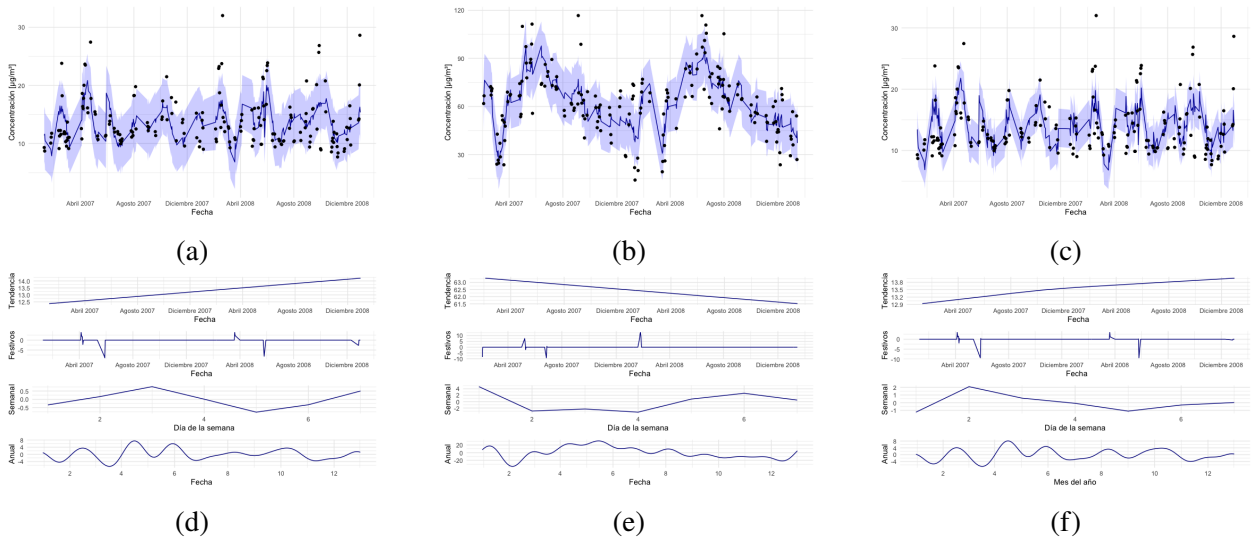 30
20
10
Concentración [µg/m³]
Abril 2007 Agosto 2007 Diciembre 2007 Abril 2008 Agosto 2008 Diciembre 2008
Fecha
(a)
120
90
60
30
Concentración [µg/m³]
Abril 2007 Agosto 2007 Diciembre 2007 Abril 2008 Agosto 2008 Diciembre 2008
Fecha
(b)
30
20
10
Concentración [µg/m³]
Abril 2007 Agosto 2007 Diciembre 2007 Abril 2008 Agosto 2008 Diciembre 2008
Fecha
(c)
Tendencia
14.0
13.5
13.0
12.5
Abril 2007 Agosto 2007 Diciembre 2007 Abril 2008 Agosto 2008 Diciembre 2008
Fecha
Festivos
0
-5
Abril 2007 Agosto 2007 Diciembre 2007 Abril 2008 Agosto 2008 Diciembre 2008
Fecha
Semanal
0.5
0.0
-0.5
2 4 6
Día de la semana
Anual
8
4
0
-4
2 4 6 8 10 12
Fecha
(d)
Tendencia
63.0
62.5
62.0
61.5
Abril 2007 Agosto 2007 Diciembre 2007 Abril 2008 Agosto 2008 Diciembre 2008
Fecha
Festivos
10
5
0
-5
-10
Abril 2007 Agosto 2007 Diciembre 2007 Abril 2008 Agosto 2008 Diciembre 2008
Fecha
Semanal
4
2
0
-2
2 4 6
Día de la semana
Anual
20
0
-20
2 4 6 8 10 12
Fecha
(e)
Tendencia
13.8
13.5
13.2
12.9
Abril 2007 Agosto 2007 Diciembre 2007 Abril 2008 Agosto 2008 Diciembre 2008
Fecha
Festivos
0
-5
Abril 2007 Agosto 2007 Diciembre 2007 Abril 2008 Agosto 2008 Diciembre 2008
Fecha
Semanal
2
1
0
-1
2 4 6
Día de la semana
Anual
8
4
0
-4
2 4 6 8 10 12
Mes del año
(f)